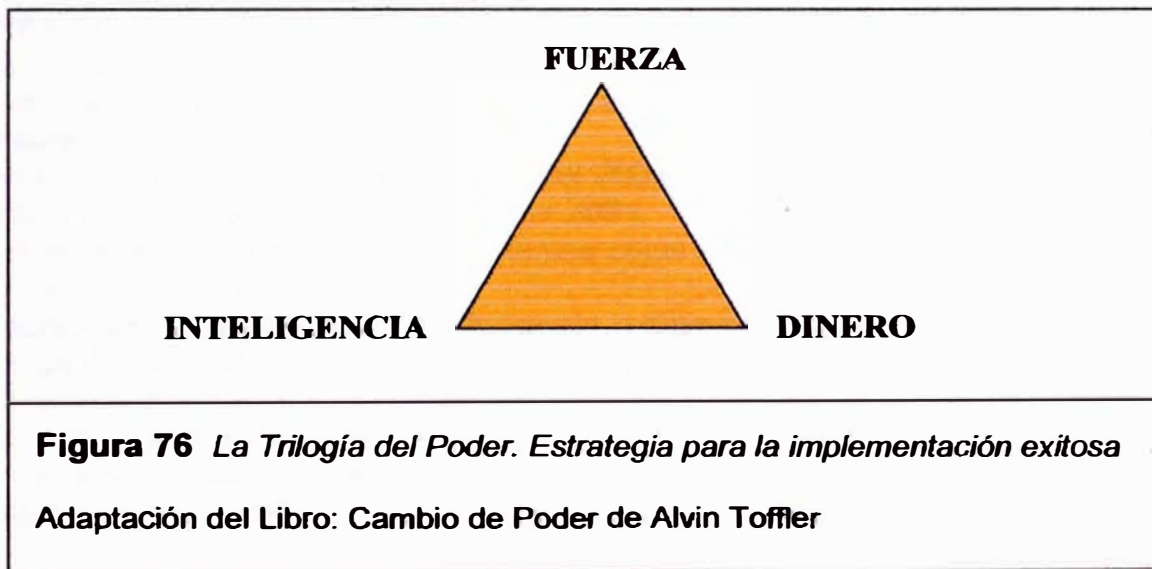 FUERZA
INTELIGENCIA
DINERO
Figura 76 La Trilogía del Poder. Estrategia para la implementación exitosa
Adaptación del Libro: Cambio de Poder de Alvin Toffler